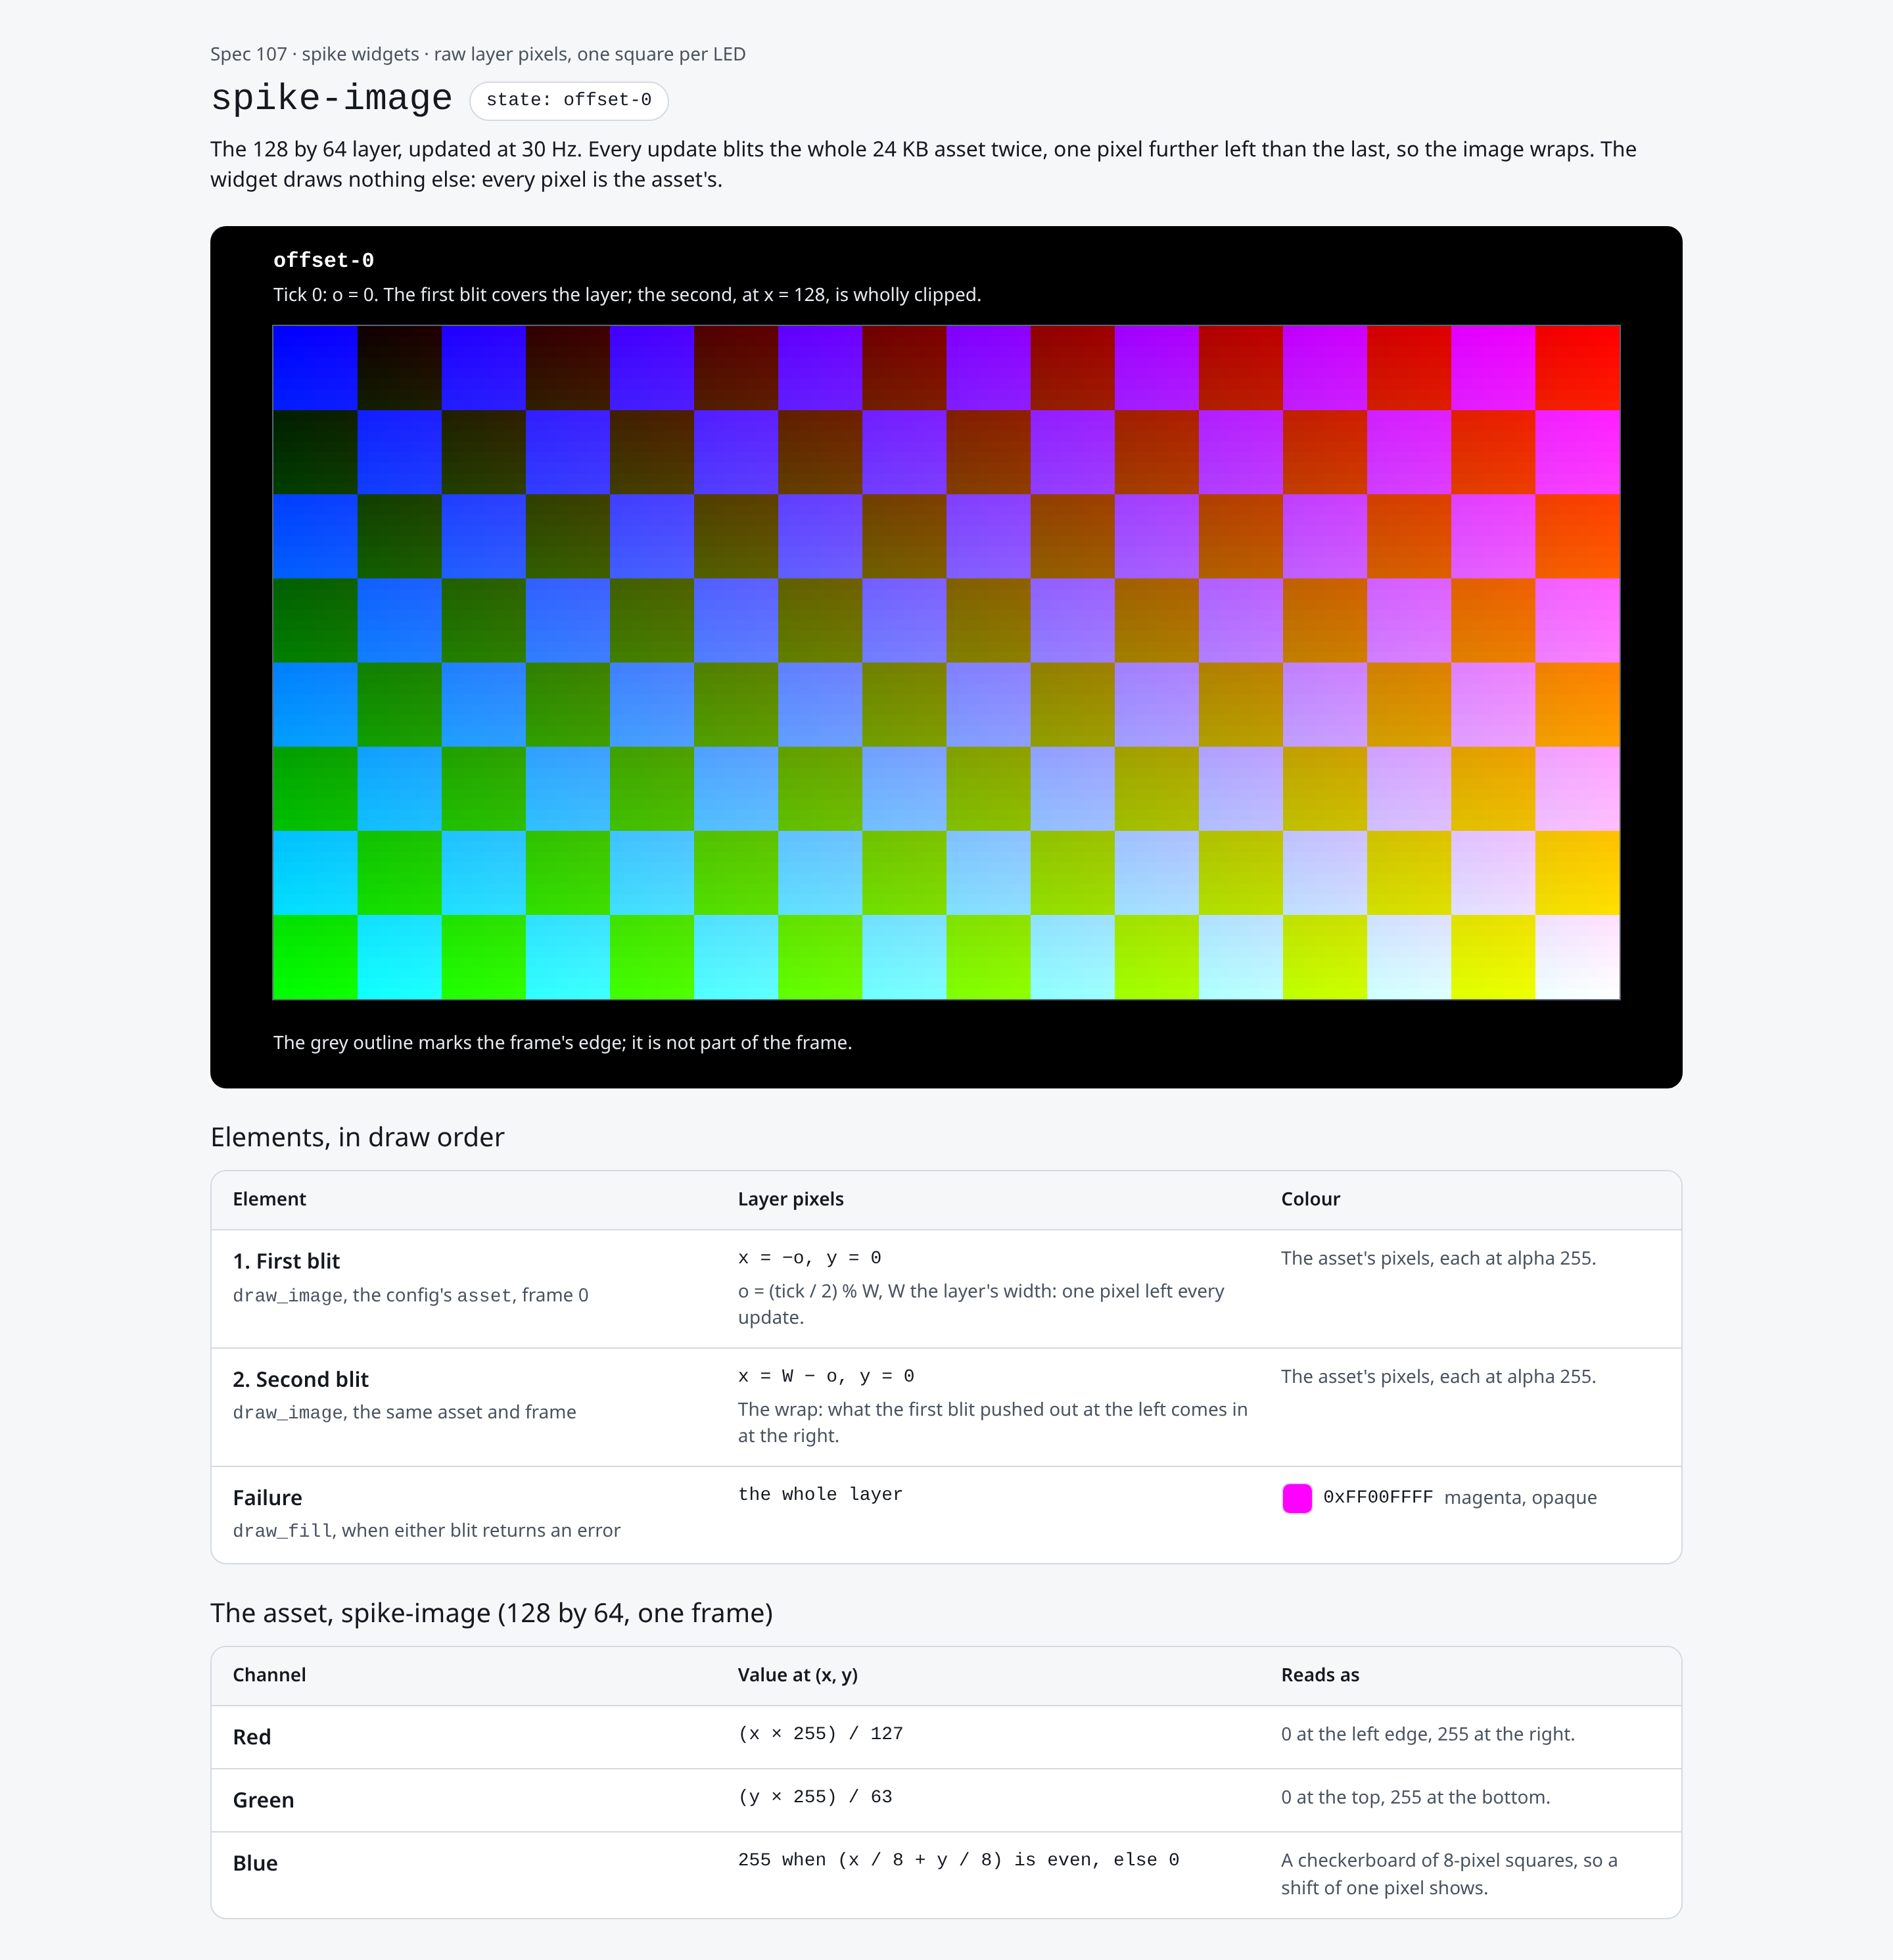 Spec 107 · spike widgets · raw layer pixels, one square per LED
spike-image
state: offset-0
The 128 by 64 layer, updated at 30 Hz. Every update blits the whole 24 KB asset twice, one pixel further left than the last, so the image wraps. The
widget draws nothing else: every pixel is the asset's.
offset-0
Tick 0: o = 0. The first blit covers the layer; the second, at x = 128, is wholly clipped.
The grey outline marks the frame's edge; it is not part of the frame.
Elements, in draw order
Element Layer pixels Colour
1. First blit x = −o, y = 0 The asset's pixels, each at alpha 255.
draw_image, the config's asset, frame 0 o = (tick / 2) % W, W the layer's width: one pixel left every
update.
2. Second blit x = W − o, y = 0 The asset's pixels, each at alpha 255.
draw_image, the same asset and frame The wrap: what the first blit pushed out at the left comes in
at the right.
Failure the whole layer 0xFF00FFFF magenta, opaque
draw_fill, when either blit returns an error
The asset, spike-image (128 by 64, one frame)
Channel Value at (x, y) Reads as
Red (x × 255) / 127 0 at the left edge, 255 at the right.
Green (y × 255) / 63 0 at the top, 255 at the bottom.
Blue 255 when (x / 8 + y / 8) is even, else 0 A checkerboard of 8-pixel squares, so a
shift of one pixel shows.